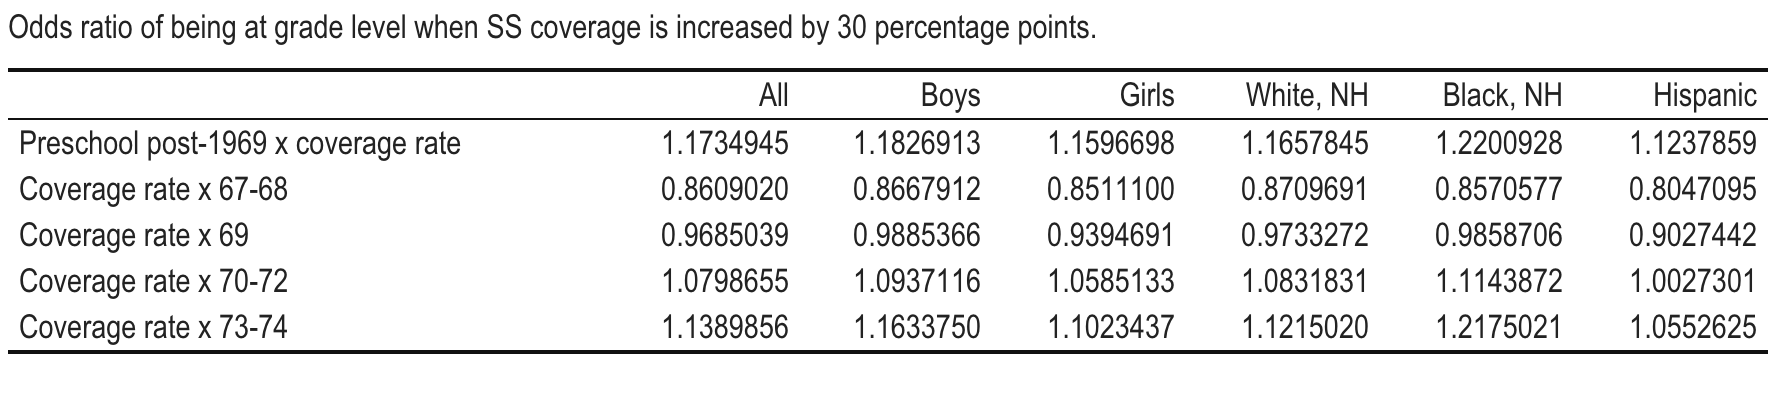 Odds ratio of being at grade level when SS coverage is increased by 30 percentage points.
All Boys Girls White, NH Black, NH Hispanic
Preschool post-1969 x coverage rate 1.1734945 1.1826913 1.1596698 1.1657845 1.2200928 1.1237859
Coverage rate x 67-68 0.8609020 0.8667912 0.8511100 0.8709691 0.8570577 0.8047095
Coverage rate x 69 0.9685039 0.9885366 0.9394691 0.9733272 0.9858706 0.9027442
Coverage rate x 70-72 1.0798655 1.0937116 1.0585133 1.0831831 1.1143872 1.0027301
Coverage rate x 73-74 1.1389856 1.1633750 1.1023437 1.1215020 1.2175021 1.0552625